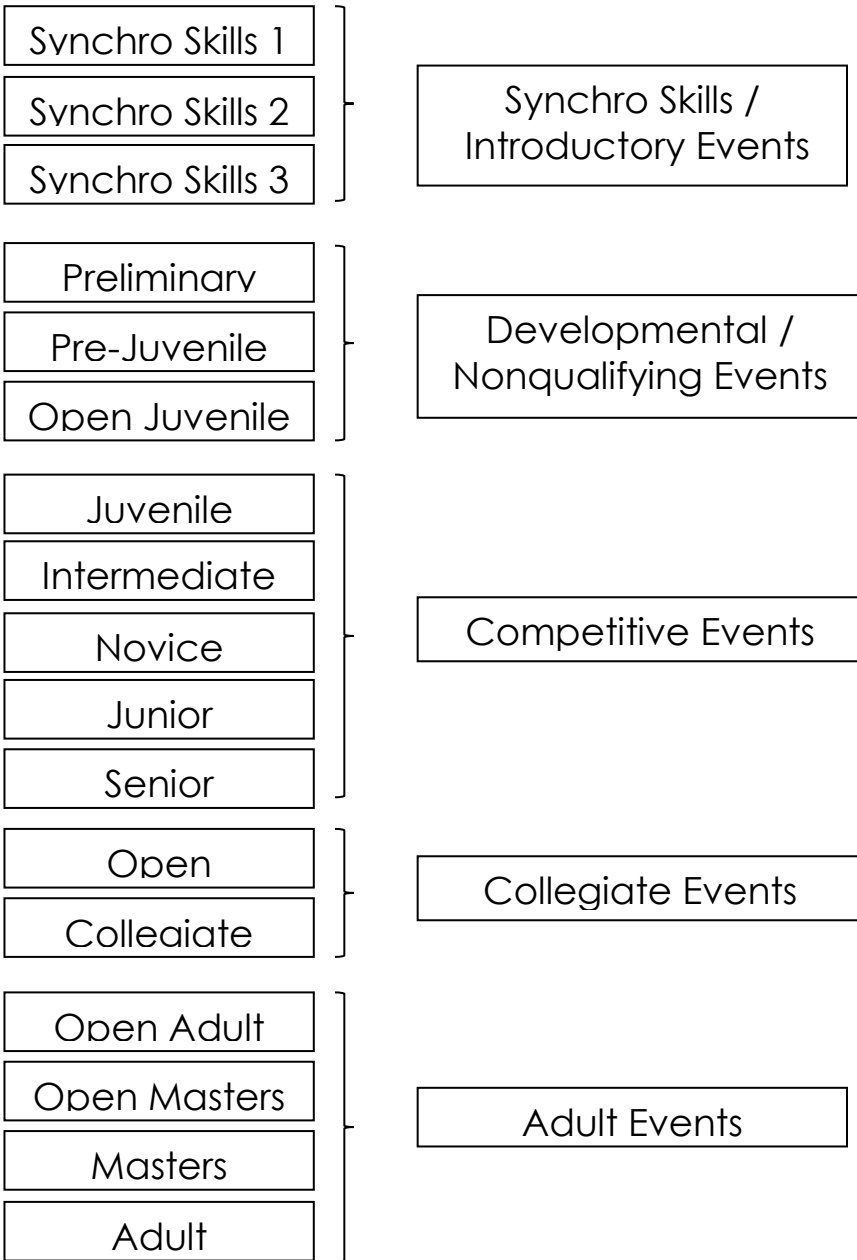 Synchro Skills 1
Synchro Skills 2
Synchro Skills 3
Synchro Skills /
Introductory Events
Preliminary
Pre-Juvenile
Open Juvenile
Developmental /
Nonqualifying Events
Juvenile
Intermediate
Novice
Junior
Senior
Competitive Events
Open
Collegiate
Collegiate Events
Open Adult
Open Masters
Masters
Adult
Adult Events